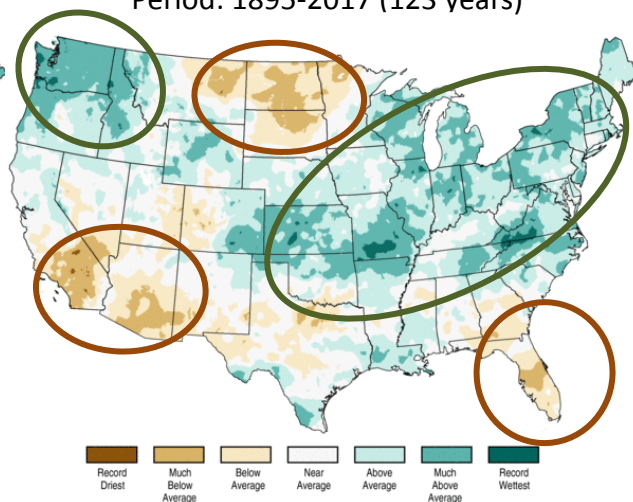 Period: 1895-2017 (123 years)
Record Driest
Much Below Average
Below Average
Near Average
Above Average
Much Above Average
Record Wettest